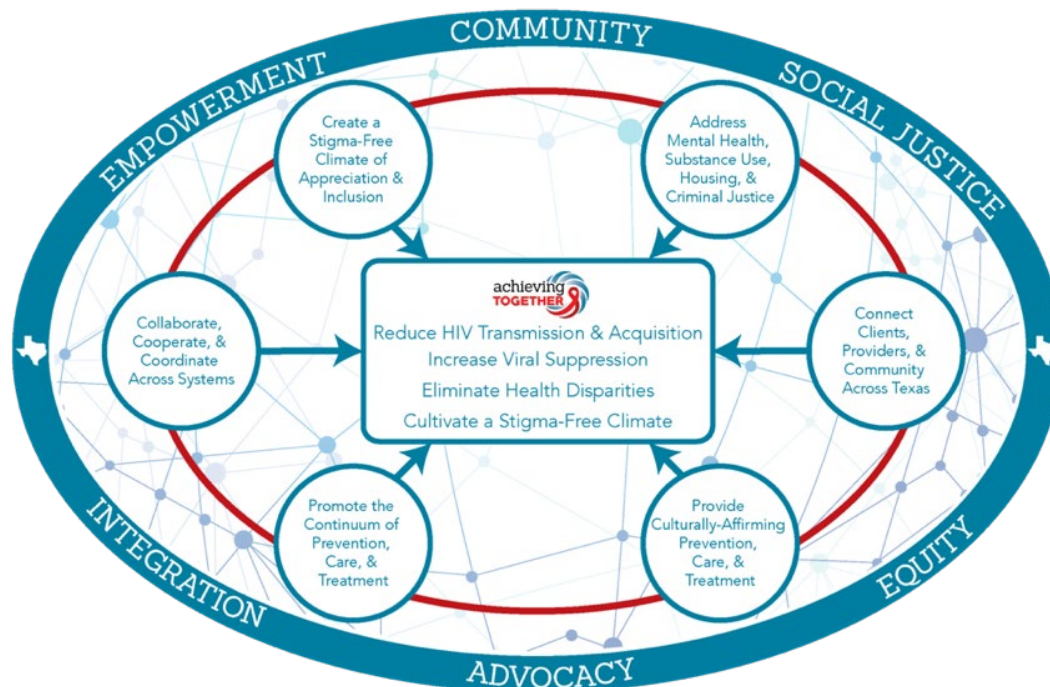 COMMUNITY
EMPOWERMENT
SOCIAL JUSTICE
Create a
Stigma-Free
Climate of
Appreciation &
Inclusion
Address
Mental Health,
Substance Use,
Housing, &
Criminal Justice
Collaborate,
Cooperate, &
Coordinate
Across Systems
achieving
TOGETHER
Reduce HIV Transmission & Acquisition
Increase Viral Suppression
Eliminate Health Disparities
Cultivate a Stigma-Free Climate
Connect
Clients,
Providers, &
Community
Across Texas
Promote the
Continuum of
Prevention,
Care, &
Treatment
Provide
Culturally-Affirming
Prevention,
Care, &
Treatment
INTEGRATION
EQUITY
ADVOCACY